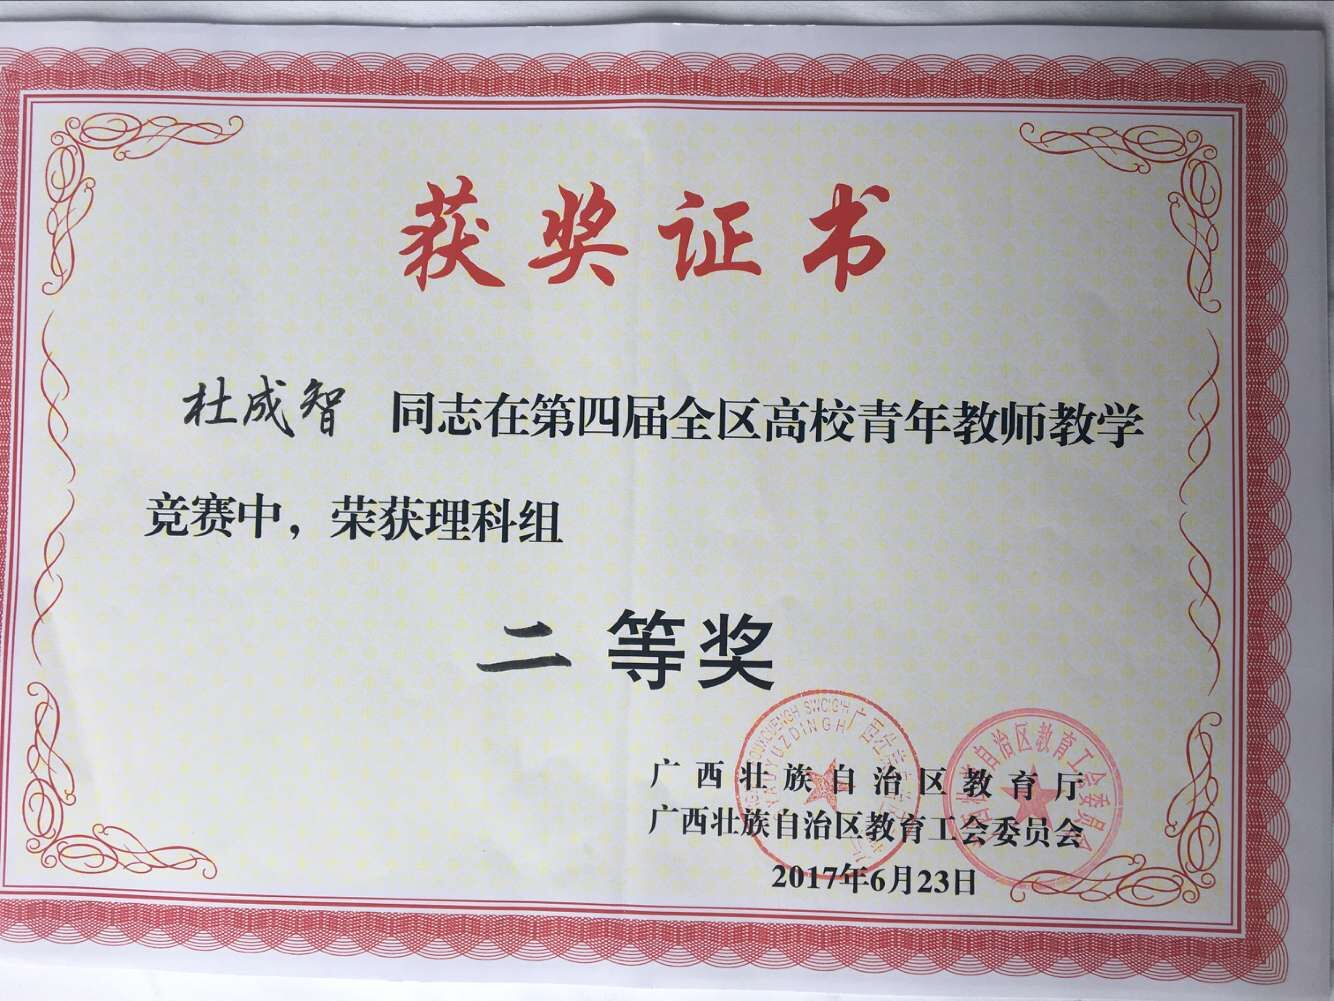 获奖证书
杜成智 同志在第四届全区高校青年教师教学
竞赛中，荣获理科组
二等奖
广西壮族自治区教育厅
广西壮族自治区教育工会委员会
2017年6月23日